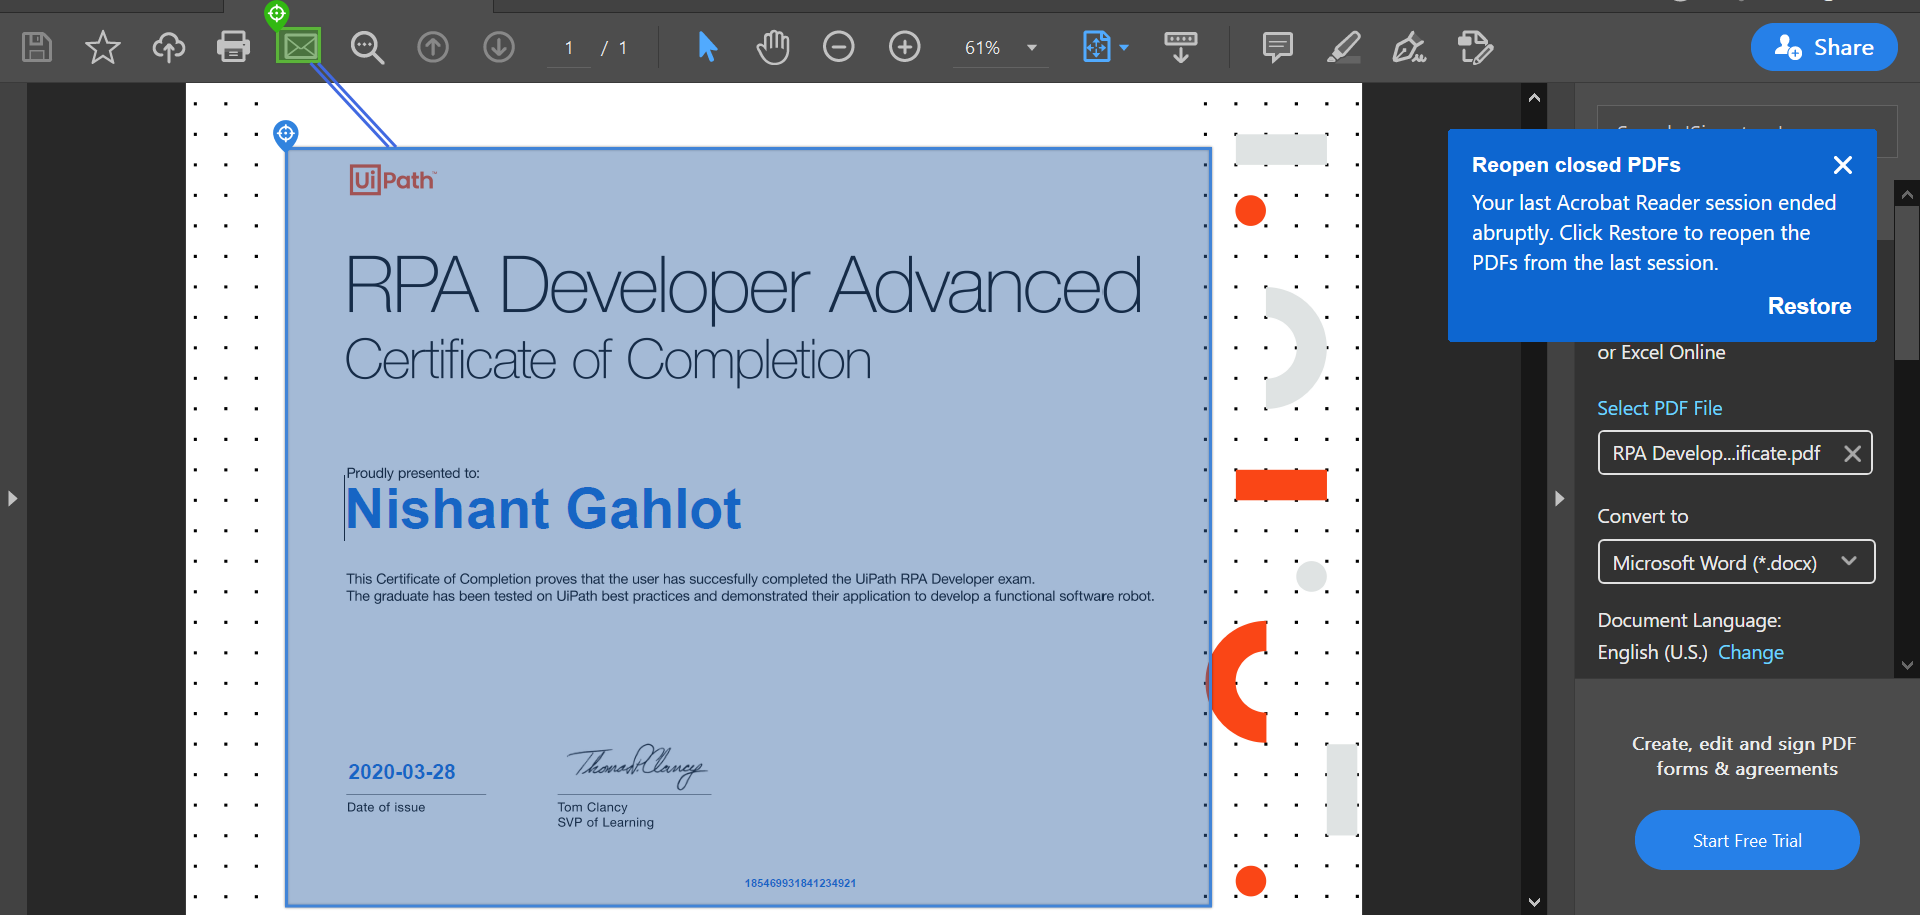 1 / 1
61%
Share
UiPath™
RPA Developer Advanced
Certificate of Completion
Proudly presented to:
Nishant Gahlot
This Certificate of Completion proves that the user has succesfully completed the UiPath RPA Developer exam.
The graduate has been tested on UiPath best practices and demonstrated their application to develop a functional software robot.
2020-03-28
Date of issue
Tom Clancy
SVP of Learning
185469931841234921
Reopen closed PDFs
Your last Acrobat Reader session ended
abruptly. Click Restore to reopen the
PDFs from the last session.
Restore
or Excel Online
Select PDF File
RPA Develop...ificate.pdf
Convert to
Microsoft Word (*.docx)
Document Language:
English (U.S.) Change
Create, edit and sign PDF
forms & agreements
Start Free Trial